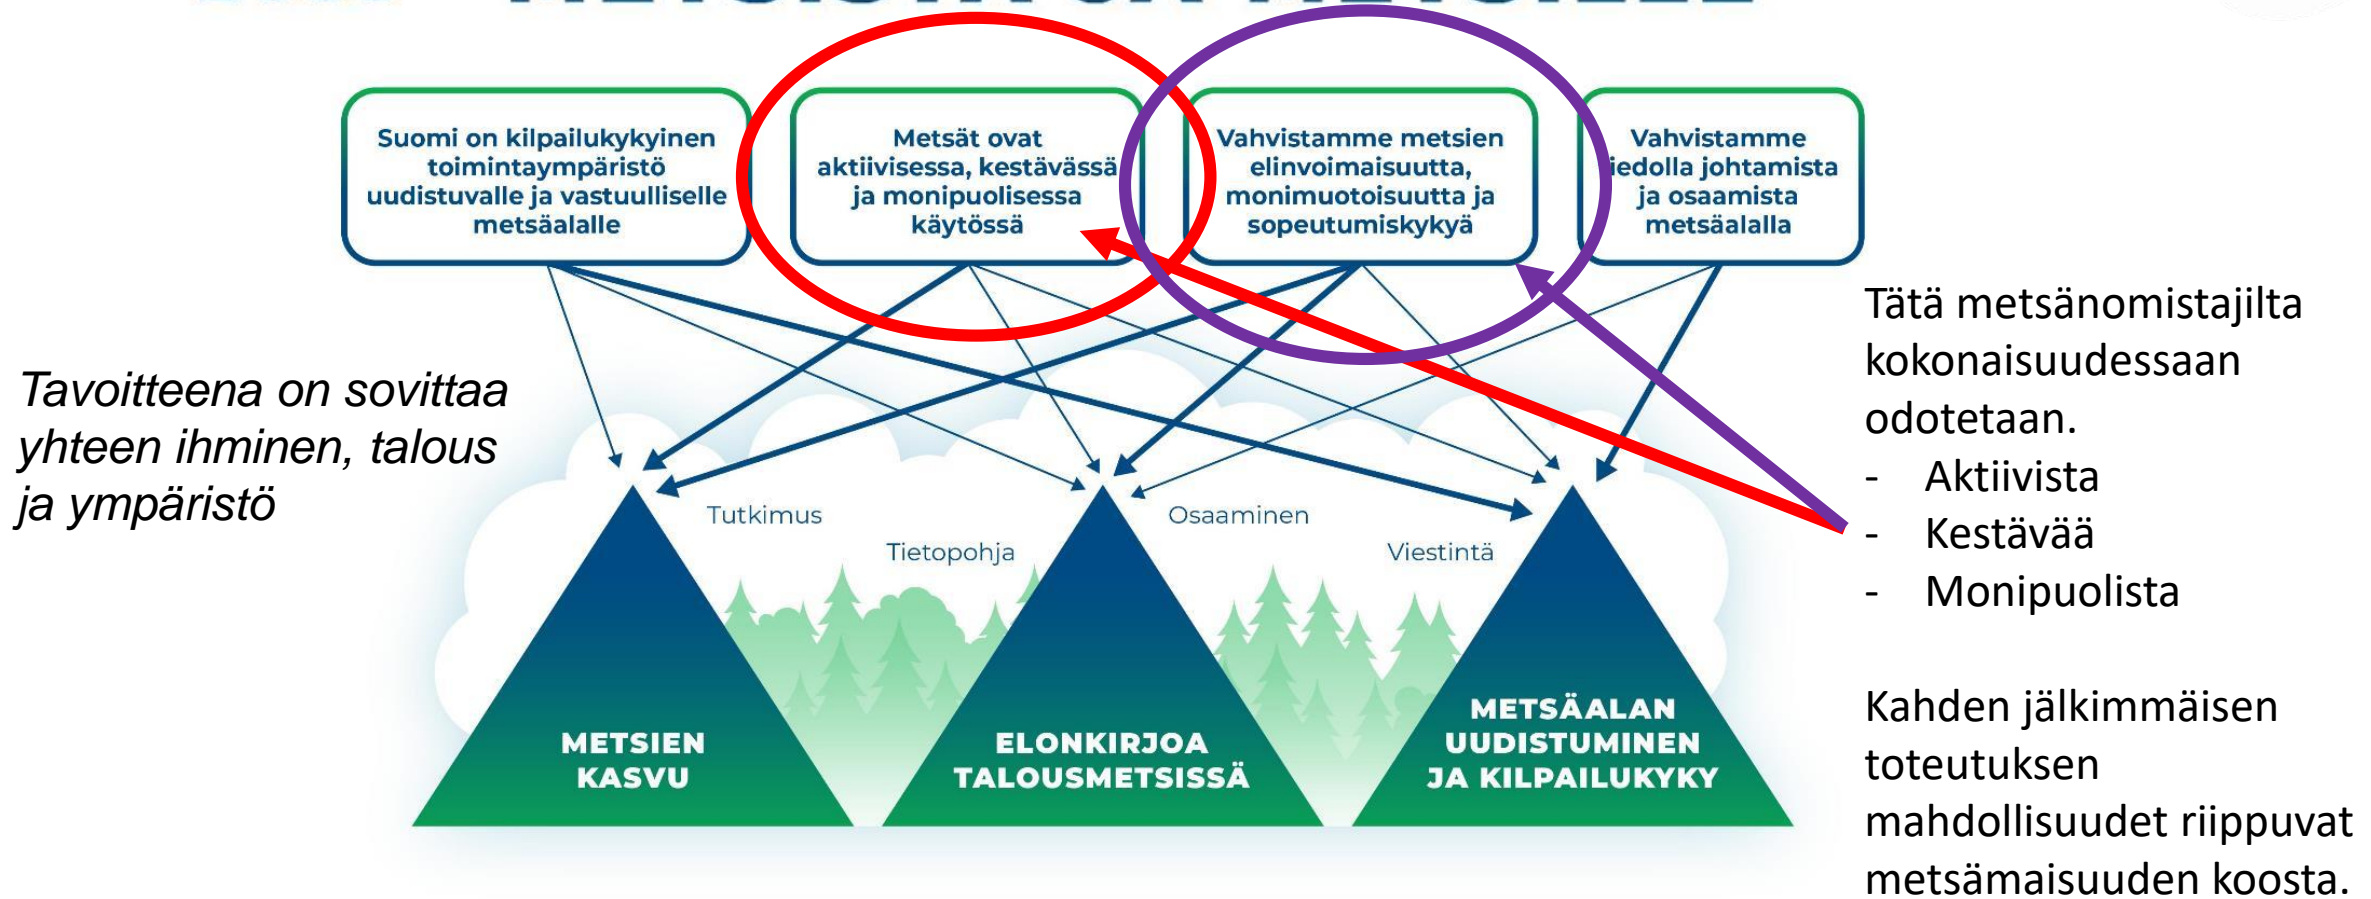 Suomi on kilpailukykyinen
toimintaympäristö
uudistuvalle ja vastuulliselle
metsäalalle
Metsät ovat
aktiivisessa, kestävässä
ja monipuolisessa
käytössä
Vahvistamme metsien
elinvoimaisuutta,
monimuotoisuutta ja
sopeutumiskykyä
Vahvistamme
iedolla johtamista
ja osaamista
metsäalalla
Tavoitteena on sovittaa
yhteen ihminen, talous
ja ympäristö
Tätä metsänomistajilta
kokonaisuudessaan
odotetaan.
- Aktiivista
- Kestävää
- Monipuolista
Kahden jälkimmäisen
toteutuksen
mahdollisuudet riippuvat
metsämaisuuden koosta.
Tutkimus
Tietopohja
Osaaminen
Viestintä
METSIEN
KASVU
ELONKIRJOA
TALOUSMETSISSÄ
METSÄALAN
UUDISTUMINEN
JA KILPAILUKYKY